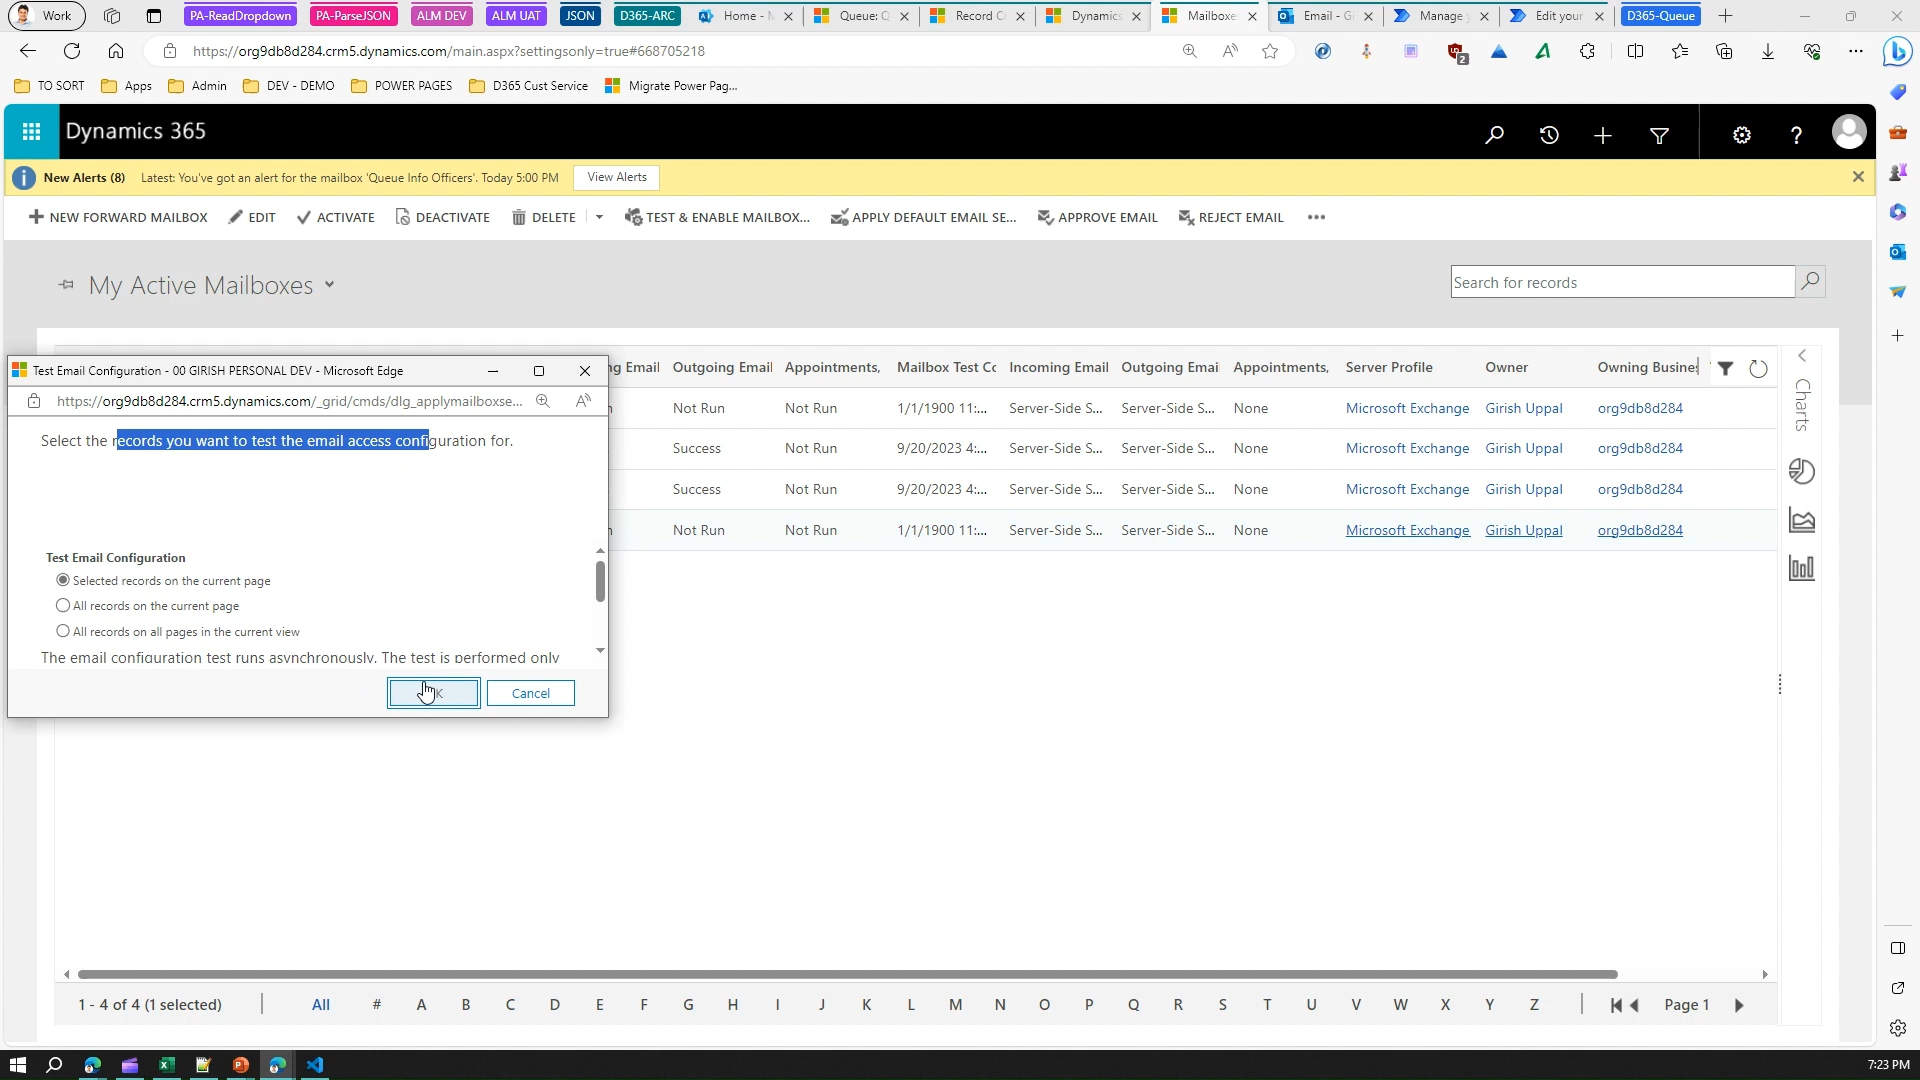 Work
PA-ReadDropdown
PA-ParseJSON
ALM DEV
ALM UAT
JSON
D365-ARC
Home -
Queue: Q
Record C
Dynamics
Mailboxe
Email - G
Manage
Edit your
D365-Queue
https://org9db8d284.crm5.dynamics.com/main.aspx?settingsonly=true#668705218
2
TO SORT
Apps
Admin
DEV - DEMO
POWER PAGES
D365 Cust Service
Migrate Power Pag...
Dynamics 365
New Alerts (8) Latest: You've got an alert for the mailbox 'Queue Info Officers'. Today 5:00 PM View Alerts
NEW FORWARD MAILBOX EDIT ACTIVATE DEACTIVATE DELETE TEST & ENABLE MAILBOX... APPLY DEFAULT EMAIL SE... APPROVE EMAIL REJECT EMAIL
My Active Mailboxes
Search for records
ng Email Outgoing Email Appointments, Mailbox Test Cc Incoming Email Outgoing Email Appointments, Server Profile Owner Owning Busines
Not Run Not Run 1/1/1900 11:... Server-Side S... Server-Side S... None Microsoft Exchange Girish Uppal org9db8d284
Success Not Run 9/20/2023 4:... Server-Side S... Server-Side S... None Microsoft Exchange Girish Uppal org9db8d284
Success Not Run 9/20/2023 4:... Server-Side S... Server-Side S... None Microsoft Exchange Girish Uppal org9db8d284
Not Run Not Run 1/1/1900 11:... Server-Side S... Server-Side S... None Microsoft Exchange Girish Uppal org9db8d284
Charts
Test Email Configuration - 00 GIRISH PERSONAL DEV - Microsoft Edge
https://org9db8d284.crm5.dynamics.com/_grid/cmds/dlg_applymailboxse...
Select the records you want to test the email access configuration for.
Test Email Configuration
Selected records on the current page
All records on the current page
All records on all pages in the current view
The email configuration test runs asynchronously. The test is performed only
K
Cancel
1 - 4 of 4 (1 selected) All # A B C D E F G H I J K L M N O P Q R S T U V W X Y Z Page 1
7:23 PM